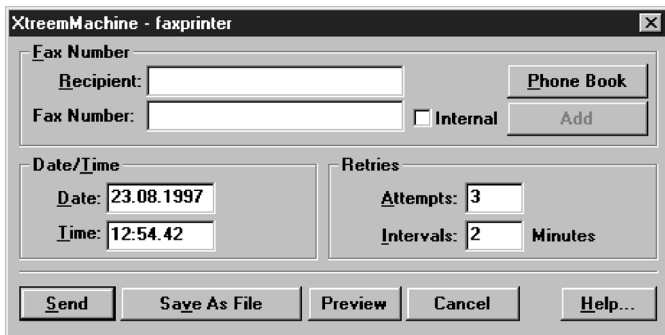 XtreemMachine - faxprinter
Fax Number
Recipient:
Phone Book
Fax Number:
Internal
Add
Date/Time
Date: 23.08.1997
Time: 12:54.42
Retries
Attempts: 3
Intervals: 2 Minutes
Send Save As File Preview Cancel Help...